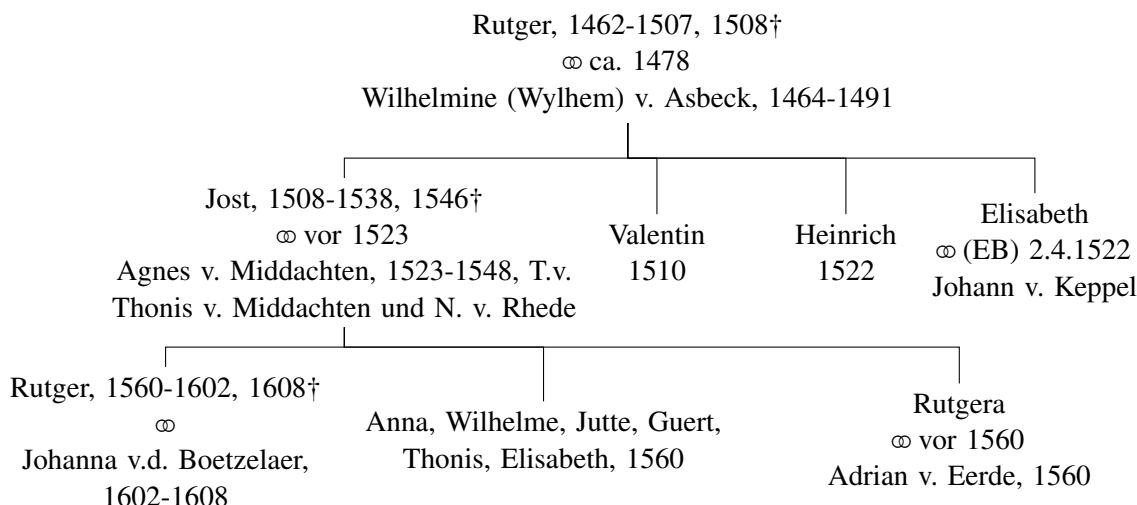 Rutger, 1462-1507, 1508†
⚭ ca. 1478
Wilhelmine (Wylhem) v. Asbeck, 1464-1491
Jost, 1508-1538, 1546†
⚭ vor 1523
Agnes v. Middachten, 1523-1548, T.v.
Thonis v. Middachten und N. v. Rhede
Valentin
1510
Heinrich
1522
Elisabeth
⚭ (EB) 2.4.1522
Johann v. Keppel
Rutger, 1560-1602, 1608†
⚭
Johanna v.d. Boetzelaer,
1602-1608
Anna, Wilhelme, Jutte, Guert,
Thonis, Elisabeth, 1560
Rutgera
⚭ vor 1560
Adrian v. Eerde, 1560